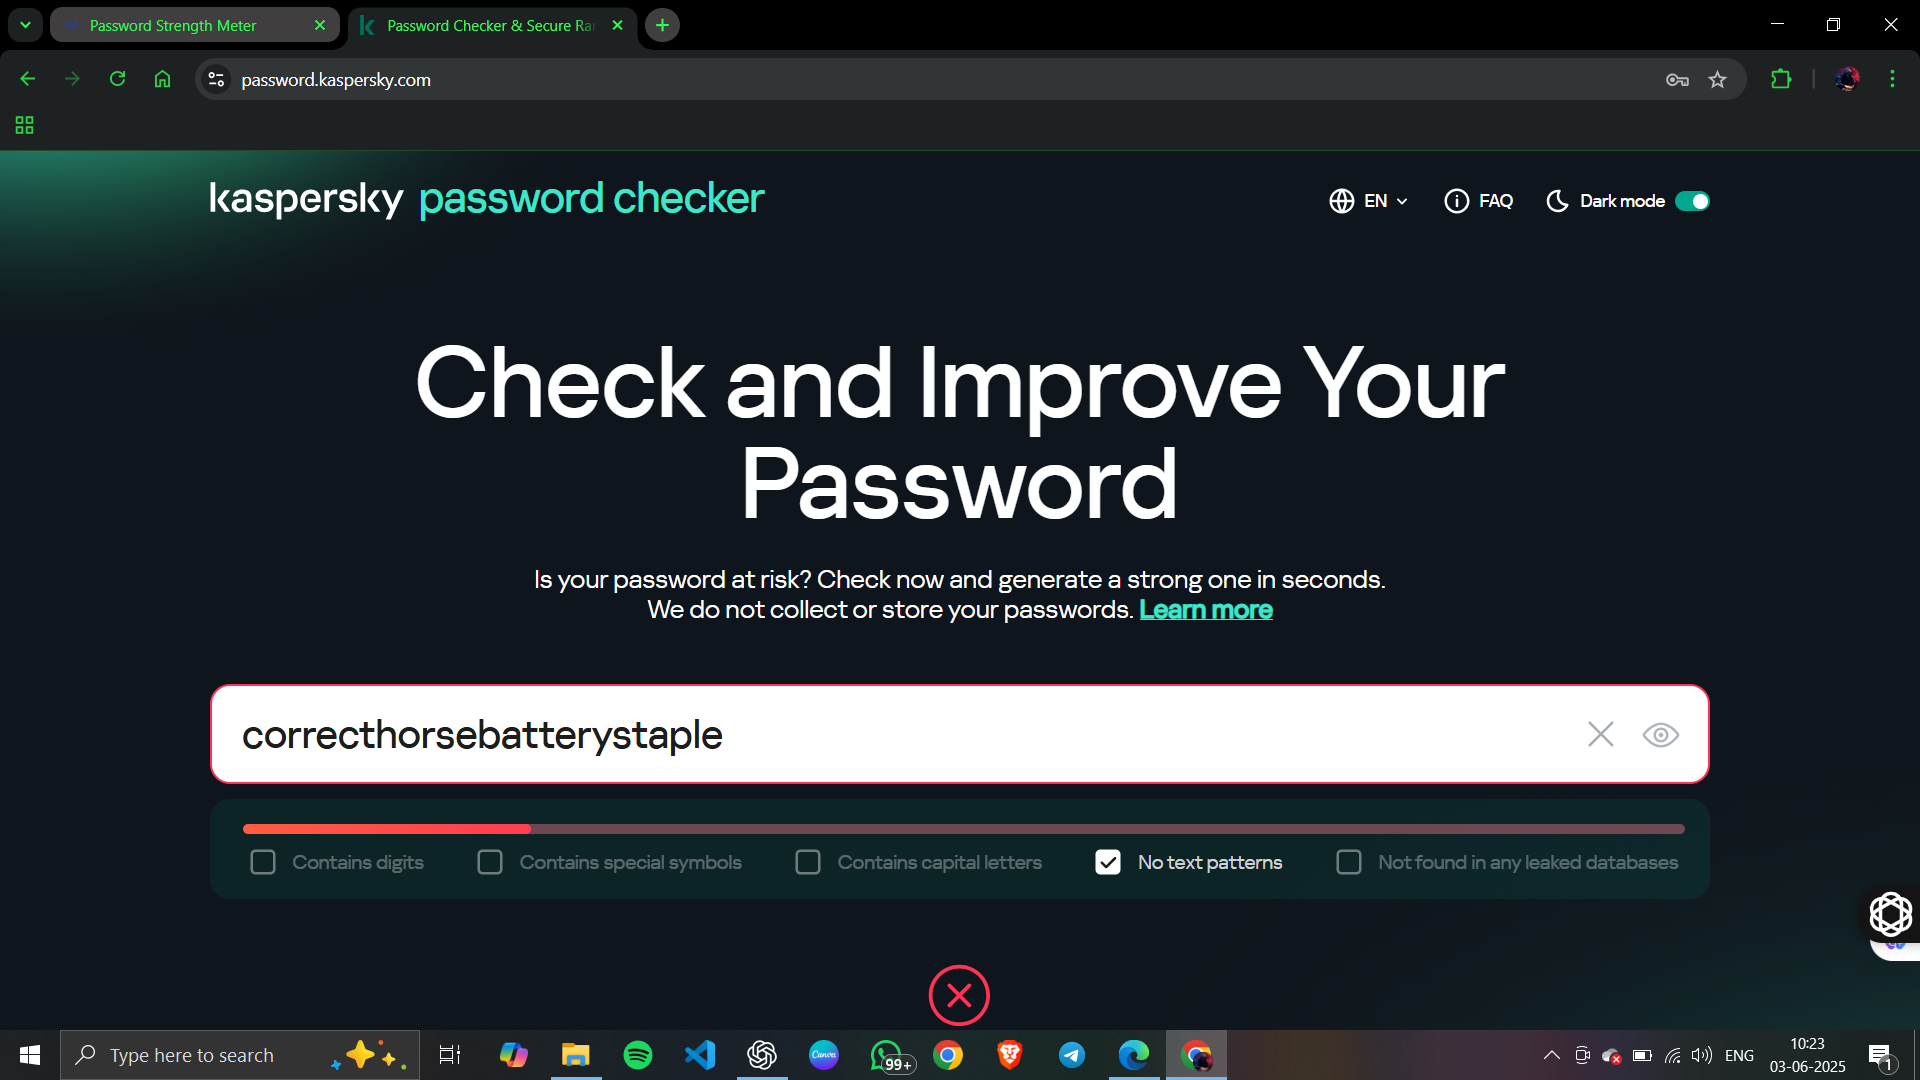 Password Strength Meter
Password Checker & Secure Rar
password.kaspersky.com
kaspersky password checker
EN
FAQ
Dark mode
Check and Improve Your
Password
Is your password at risk? Check now and generate a strong one in seconds.
We do not collect or store your passwords. Learn more
correcthorsebatterystaple
Contains digits
Contains special symbols
Contains capital letters
No text patterns
Not found in any leaked databases
Type here to search
Canva
99+
ENG
10:23
03-06-2025
1